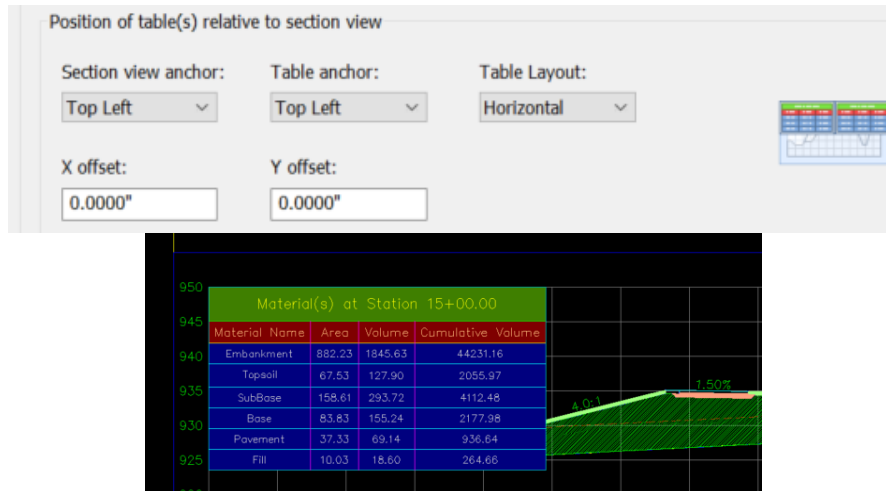 Position of table(s) relative to section view
Section view anchor: Table anchor: Table Layout:
Top Left Top Left Horizontal
X offset: Y offset:
0.0000" 0.0000"
950
Material(s) at Station 15+00.00
945
Material Name Area Volume Cumulative Volume
940 Embankment 882.23 1845.63 44231.16
Topsoil 67.53 127.90 2055.97
935 1.50%
SubBase 158.61 293.72 4112.48 4.0:1
Base 83.83 155.24 2177.98
930
Pavement 37.33 69.14 936.64
925 Fill 10.03 18.60 264.66